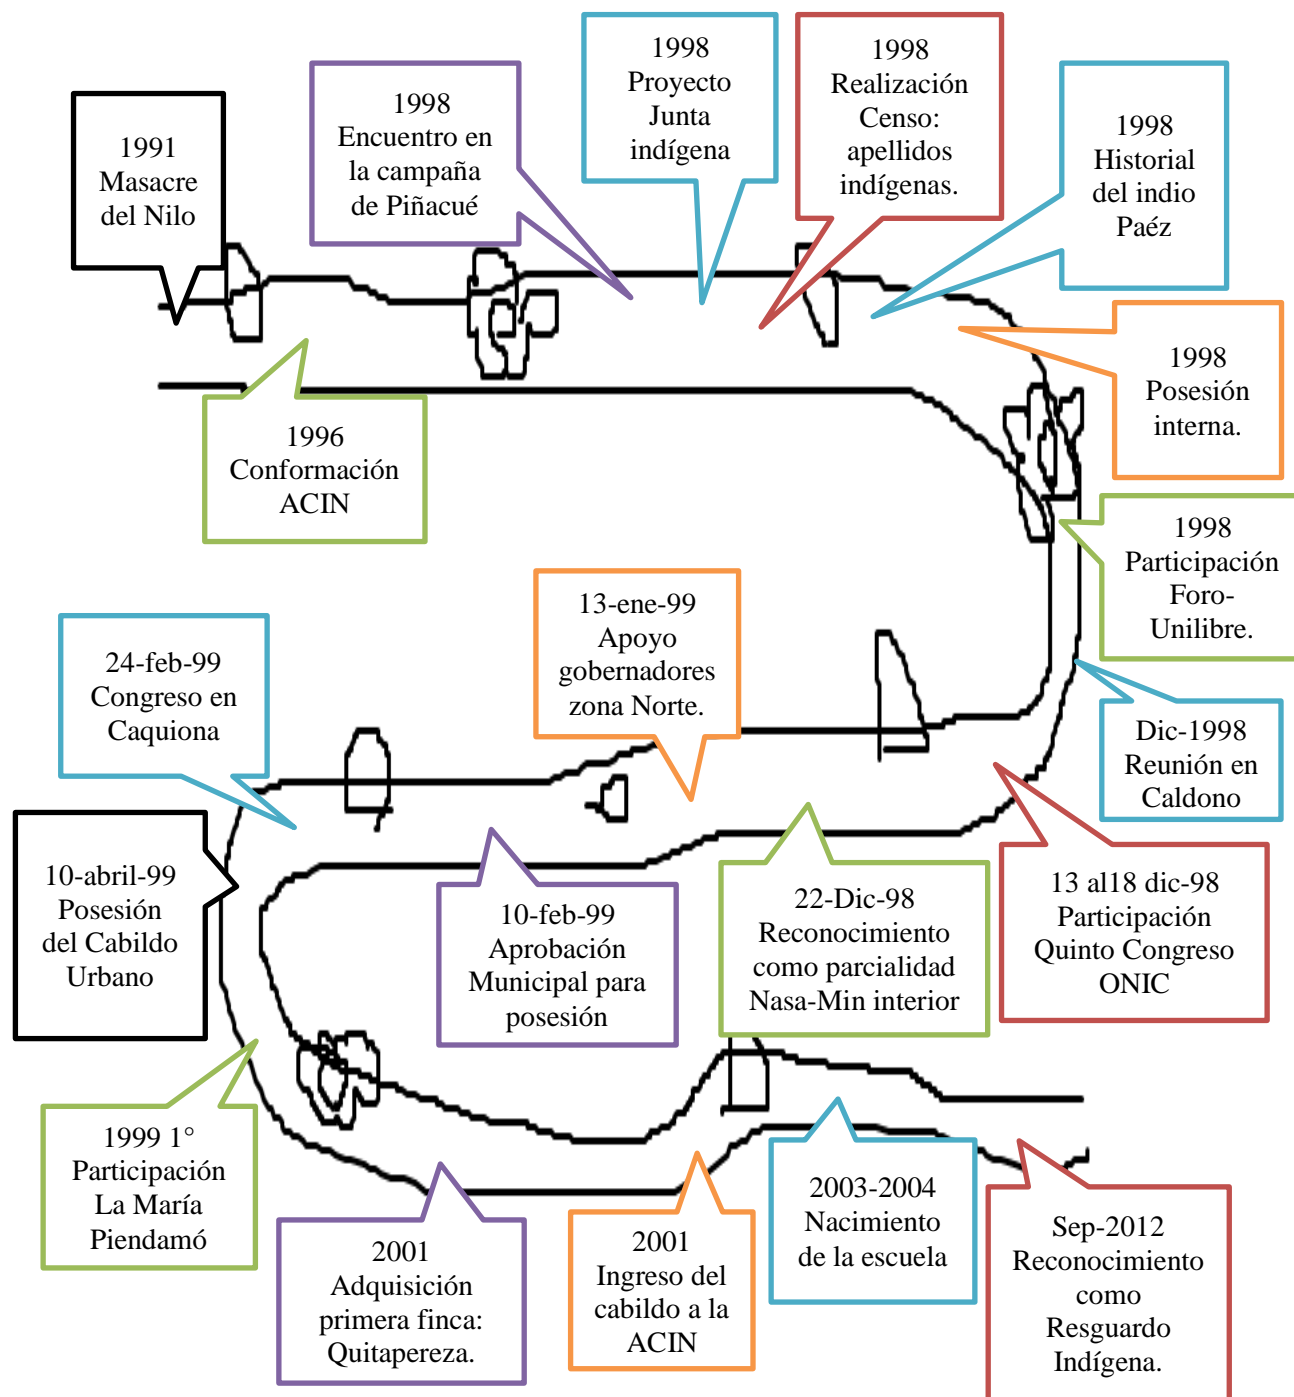 1991
Masacre
del Nilo
1998
Encuentro en
la campaña
de Piñacué
1998
Proyecto
Junta
indígena
1998
Realización
Censo:
apellidos
indígenas.
1998
Historial
del indio
Paéz
1998
Posesión
interna.
1996
Conformación
ACIN
1998
Participación
Foro-
Unilibre.
13-ene-99
Apoyo
gobernadores
zona Norte.
24-feb-99
Congreso en
Caquiona
Dic-1998
Reunión en
Caldono
10-abril-99
Posesión
del Cabildo
Urbano
10-feb-99
Aprobación
Municipal para
posesión
22-Dic-98
Reconocimiento
como parcialidad
Nasa-Min interior
13 al18 dic-98
Participación
Quinto Congreso
ONIC
1999 1°
Participación
La María
Piendamó
2001
Adquisición
primera finca:
Quitapereza.
2001
Ingreso del
cabildo a la
ACIN
2003-2004
Nacimiento
de la escuela
Sep-2012
Reconocimiento
como
Resguardo
Indígena.